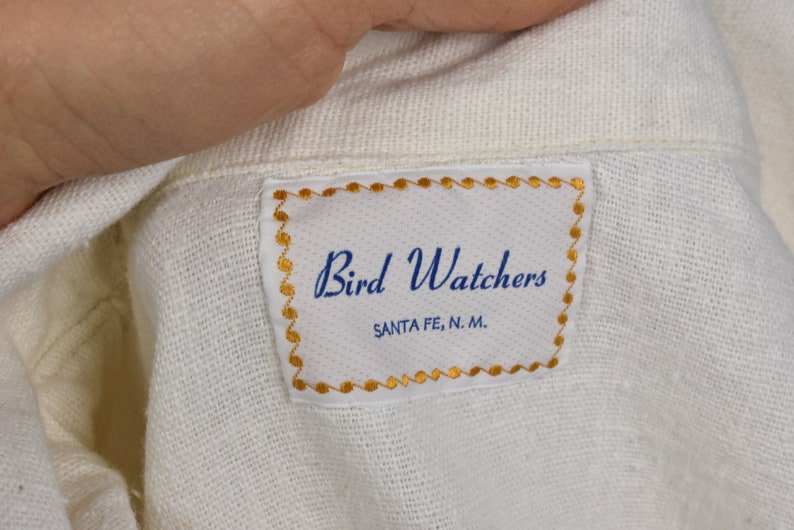 Bird Watchers
SANTA FE, N. M.